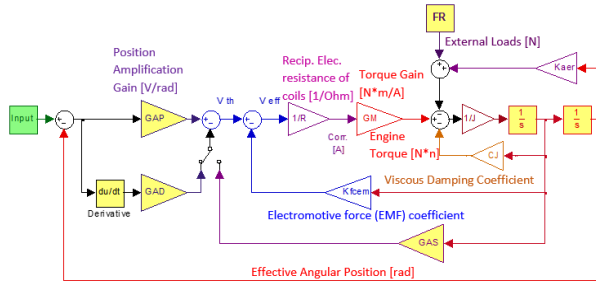 FR
Position
Amplification
Gain [V/rad]
External Loads [N]
Recip. Elec.
resistance of
coils [1/Ohm]
Torque Gain
[N*m/A]
Kaer
V th
V eff
Input
GAP
1/R
GM
1/J
1
s
1
s
Corr.
[A]
Engine
Torque [N*n]
CJ
du/dt
GAD
Derivative
Viscous Damping Coefficient
Kfcem
Electromotive force (EMF) coefficient
GAS
Effective Angular Position [rad]